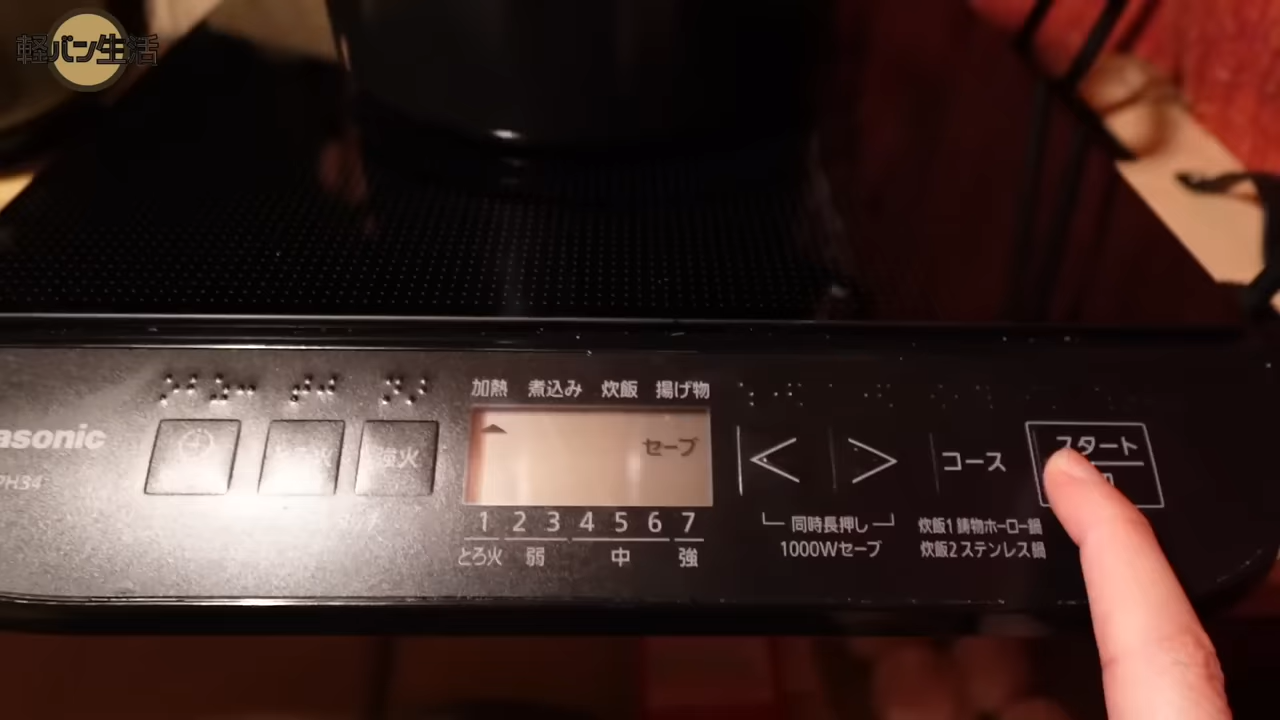 軽バン生活
加熱 煮込み 炊飯 揚げ物
asonic
PH34
強火
セーブ
コース
スタート
1 2 3 4 5 6 7
とろ火 弱 中 強
同時長押し
1000Wセーブ
炊飯1 鋳物ホーロー鍋
炊飯2 ステンレス鍋